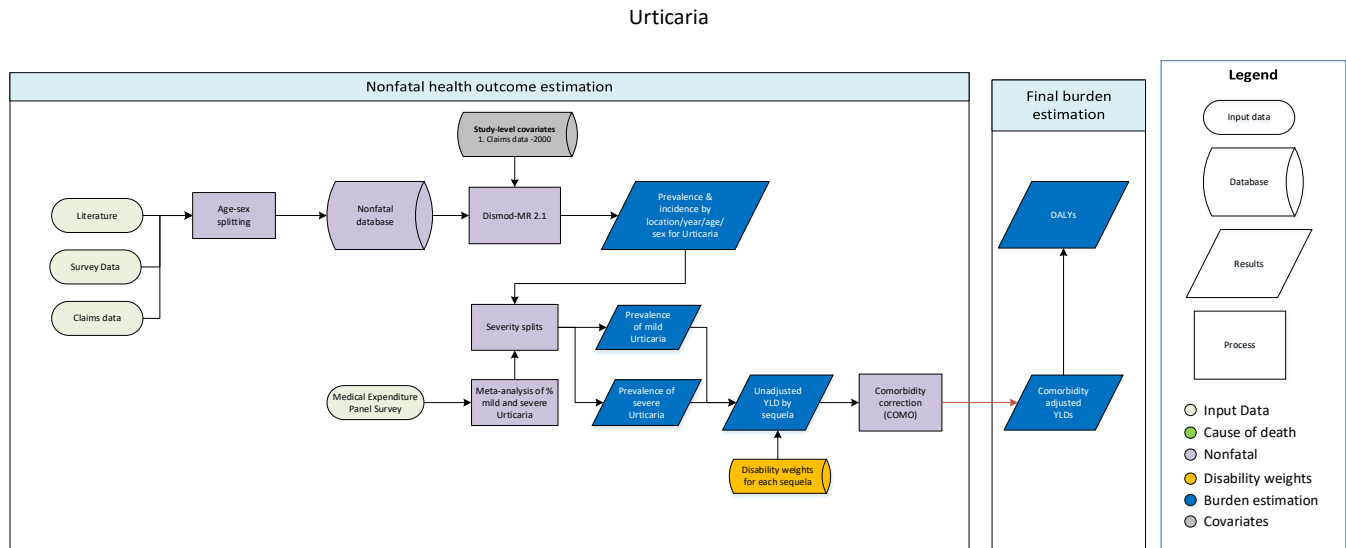 Urticaria
Nonfatal health outcome estimation
Study-level covariates
1. Claims data -2000
Literature
Survey Data
Claims data
Age-sex
splitting
Nonfatal
database
Dismod-MR 2.1
Prevalence &
incidence by
location/year/age/
sex for Urticaria
Severity splits
Prevalence
of mild
Urticaria
Medical Expenditure
Panel Survey
Meta-analysis of %
mild and severe
Urticaria
Prevalence of
severe
Urticaria
Unadjusted
YLD by
sequela
Comorbidity
correction
(COMO)
Disability weights
for each sequela
Final burden
estimation
DALYs
Comorbidity
adjusted
YLDs
Legend
Input data
Database
Results
Process
Input Data
Cause of death
Nonfatal
Disability weights
Burden estimation
Covariates